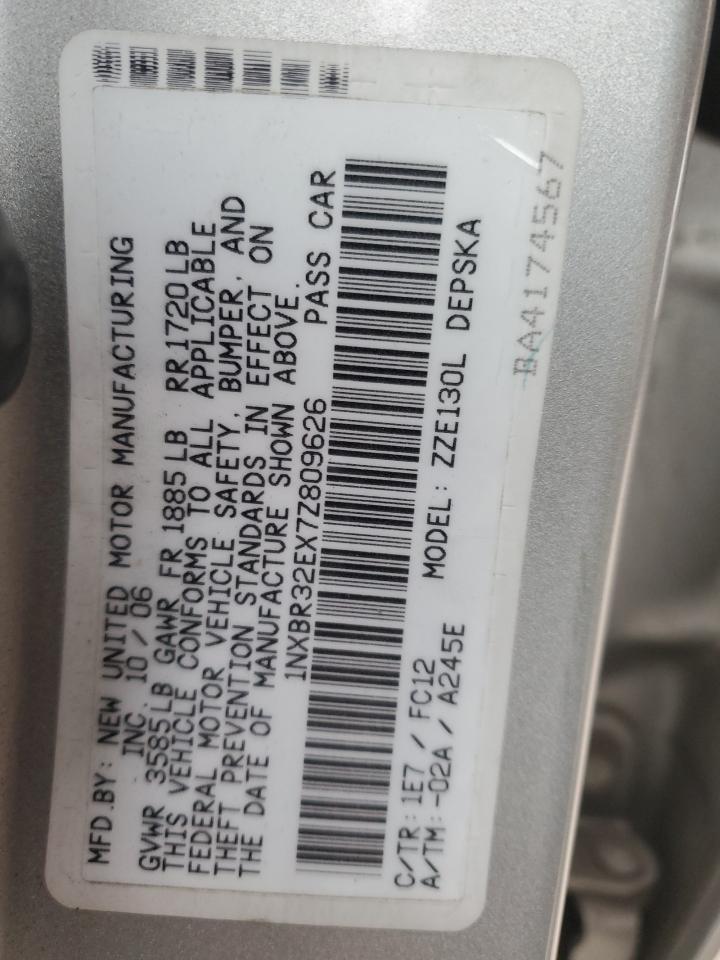 MFD.BY: NEW UNITED MOTOR MANUFACTURING
INC. 10/06
GVWR 3585LB GAWR FR 1885LB RR1720LB
THIS VEHICLE CONFORMS TO ALL APPLICABLE
FEDERAL MOTOR VEHICLE SAFETY, BUMPER, AND
THEFT PREVENTION STANDARDS IN EFFECT ON
THE DATE OF MANUFACTURE SHOWN ABOVE.
1NXBR32EX7Z809626 PASS CAR
C/TR: 1E7 / FC12 MODEL: ZZE130L DEPSKA
A/TM:-02A / A245E
BA4174567